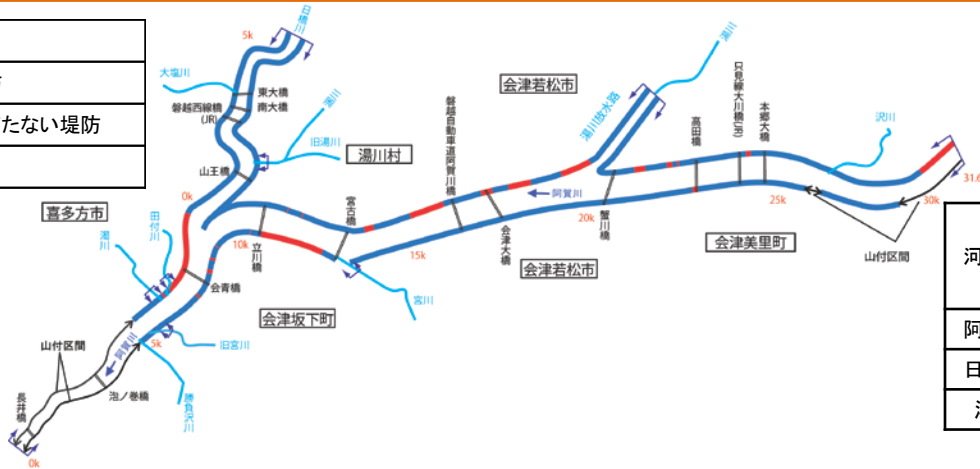 たない堤防
日橋川
5k
大塩川
東大橋
南大橋
磐越西線橋
(JR)
旧湯川
湯川村
山王橋
0k
喜多方市
田付川
濁川
会津若松市
湯川放水路
磐越自動車道阿賀川橋
阿賀川
高田橋
只見線大川橋(JR)
本郷大橋
沢川
31.6
30k
25k
山付区間
会津美里町
20k
蟹川橋
会津大橋
会津若松市
15k
宮古橋
宮川
10k
立川橋
会青橋
会津坂下町
5k
旧宮川
阿賀川
勝負沢川
山付区間
泡ノ巻橋
長井橋
0k
河
阿
日